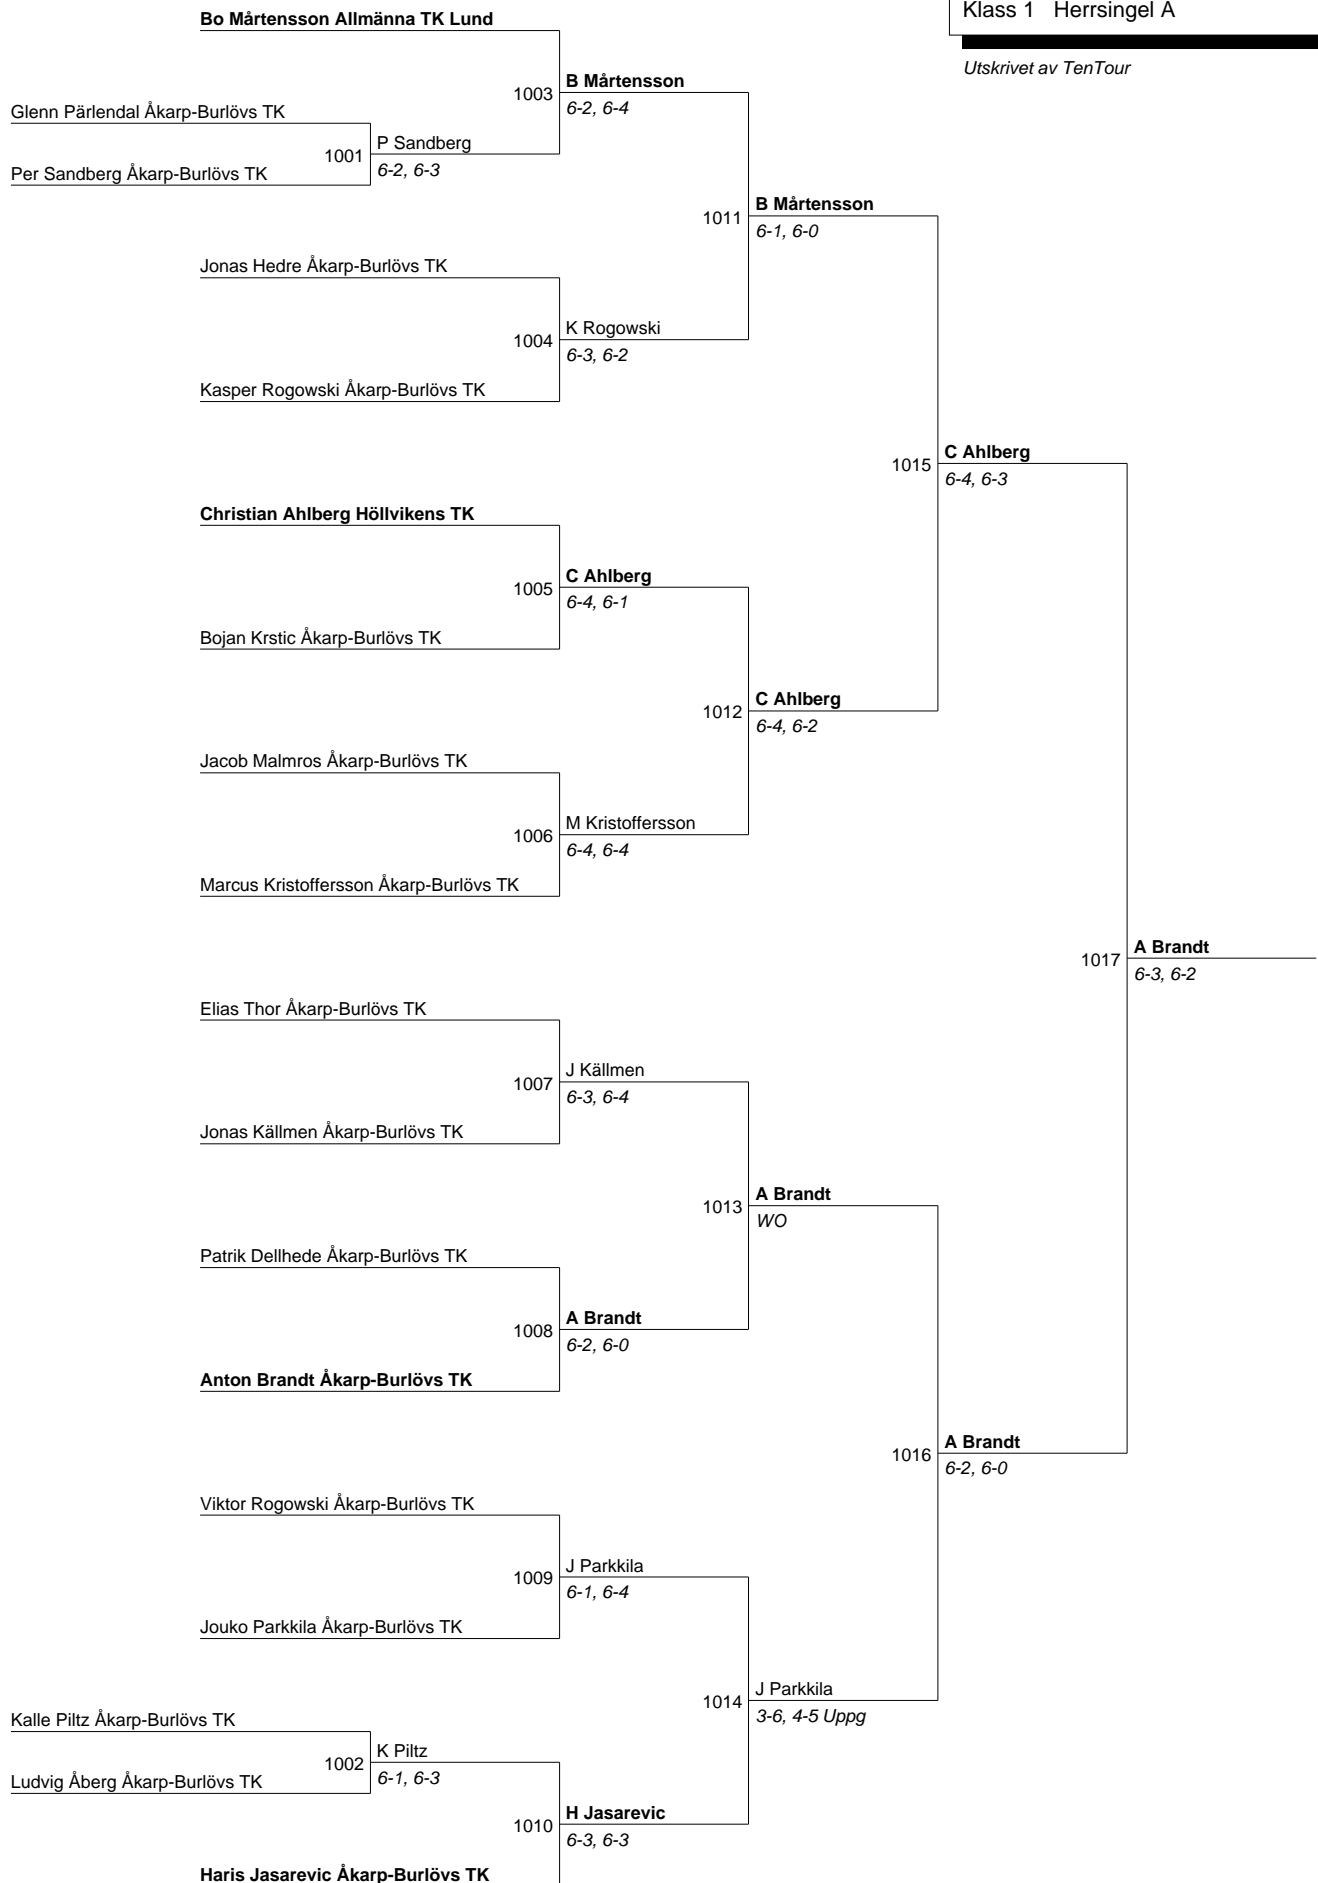 Klass 1 Herrsingel A
Utskrivet av TenTour
Bo Mårtensson Allmänna TK Lund
1003
B Mårtensson
6-2, 6-4
Glenn Pärlendal Åkarp-Burlövs TK
1001
P Sandberg
6-2, 6-3
Per Sandberg Åkarp-Burlövs TK
1011
B Mårtensson
6-1, 6-0
Jonas Hedre Åkarp-Burlövs TK
1004
K Rogowski
6-3, 6-2
Kasper Rogowski Åkarp-Burlövs TK
1015
C Ahlberg
6-4, 6-3
Christian Ahlberg Höllvikens TK
1005
C Ahlberg
6-4, 6-1
Bojan Krstic Åkarp-Burlövs TK
1012
C Ahlberg
6-4, 6-2
Jacob Malmros Åkarp-Burlövs TK
1006
M Kristoffersson
6-4, 6-4
Marcus Kristoffersson Åkarp-Burlövs TK
1017
A Brandt
6-3, 6-2
Elias Thor Åkarp-Burlövs TK
1007
J Källmen
6-3, 6-4
Jonas Källmen Åkarp-Burlövs TK
1013
A Brandt
WO
Patrik Dellhede Åkarp-Burlövs TK
1008
A Brandt
6-2, 6-0
Anton Brandt Åkarp-Burlövs TK
1016
A Brandt
6-2, 6-0
Viktor Rogowski Åkarp-Burlövs TK
1009
J Parkkila
6-1, 6-4
Jouko Parkkila Åkarp-Burlövs TK
1014
J Parkkila
3-6, 4-5 Uppg
Kalle Piltz Åkarp-Burlövs TK
1002
K Piltz
6-1, 6-3
Ludvig Åberg Åkarp-Burlövs TK
1010
H Jasarevic
6-3, 6-3
Haris Jasarevic Åkarp-Burlövs TK